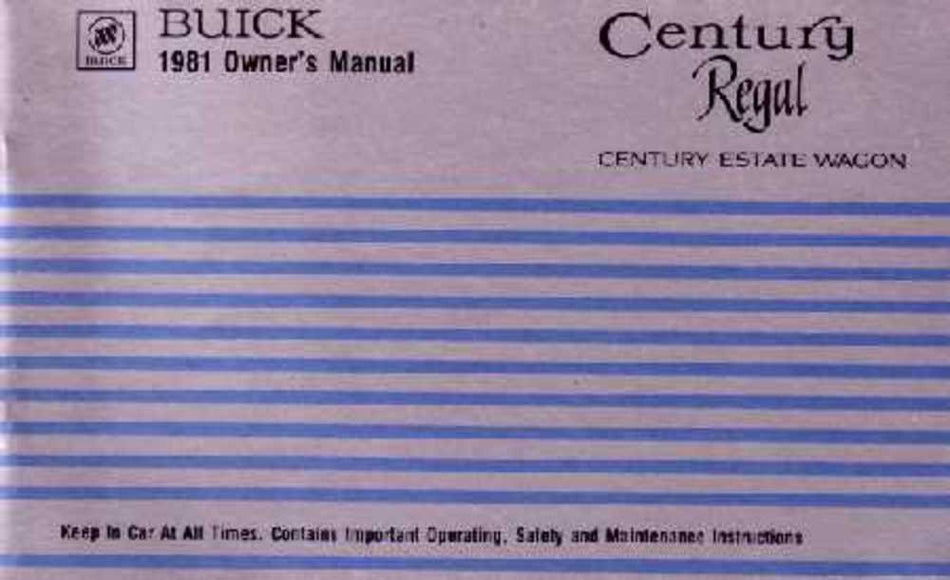 BUICK
BUICK
1981 Owner's Manual
Century
Regal
CENTURY ESTATE WAGON
Keep In Car At All Times. Contains Important Operating, Safety and Maintenance Instructions